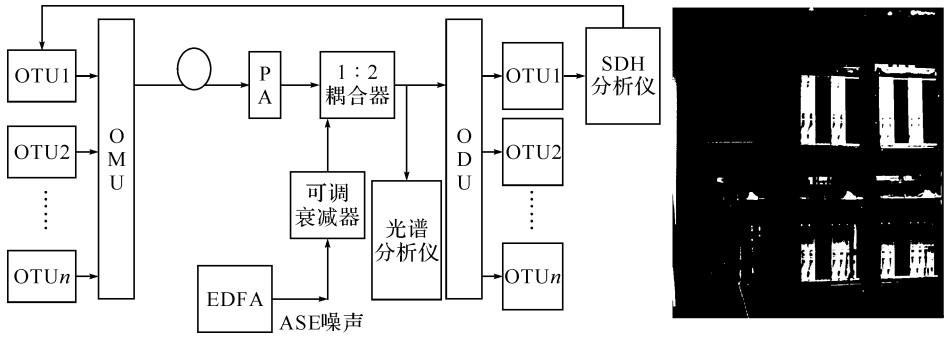 OTU1
OTU2
OTUn
OMU
PA
1：2
耦合器
可调
衰减器
EDFA
ASE噪声
光谱
分析仪
ODU
OTU1
OTU2
OTUn
SDH
分析仪